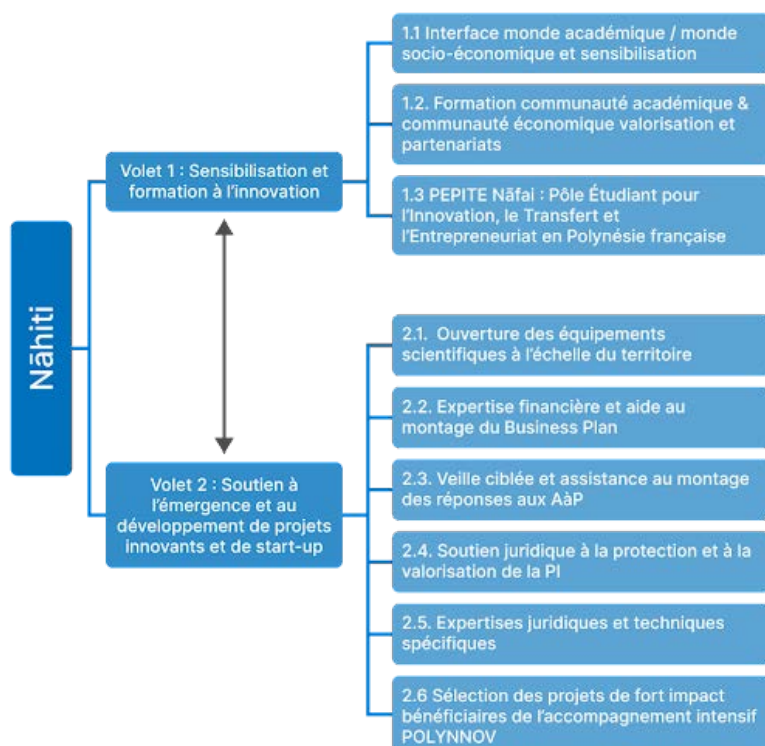 Nāhiti
Volet 1 : Sensibilisation et
formation à l'innovation
1.1 Interface monde académique / monde
socio-économique et sensibilisation
1.2. Formation communauté académique &
communauté économique valorisation et
partenariats
1.3 PEPITE Nāfai : Pôle Étudiant pour
l'Innovation, le Transfert et
l'Entrepreneuriat en Polynésie française
Volet 2 : Soutien à
l'émergence et au
développement de projets
innovants et de start-up
2.1. Ouverture des équipements
scientifiques à l'échelle du territoire
2.2. Expertise financière et aide au
montage du Business Plan
2.3. Veille ciblée et assistance au montage
des réponses aux AàP
2.4. Soutien juridique à la protection et à la
valorisation de la PI
2.5. Expertises juridiques et techniques
spécifiques
2.6 Sélection des projets de fort impact
bénéficiaires de l'accompagnement intensif
POLYNNOV